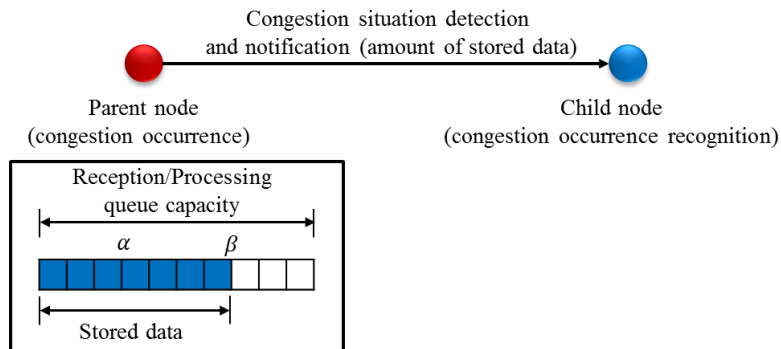 Congestion situation detection
and notification (amount of stored data)
Parent node
(congestion occurrence)
Child node
(congestion occurrence recognition)
Reception/Processing
queue capacity
α β
Stored data